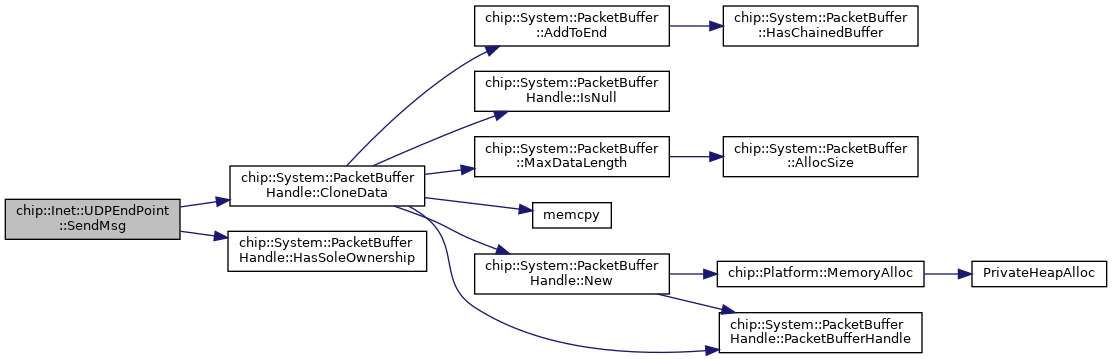 chip::Inet::UDPEndPoint
::SendMsg
chip::System::PacketBuffer
Handle::CloneData
chip::System::PacketBuffer
Handle::HasSoleOwnership
chip::System::PacketBuffer
::AddToEnd
chip::System::PacketBuffer
Handle::IsNull
chip::System::PacketBuffer
::MaxDataLength
memcpy
chip::System::PacketBuffer
Handle::New
chip::System::PacketBuffer
::HasChainedBuffer
chip::System::PacketBuffer
::AllocSize
chip::Platform::MemoryAlloc
chip::System::PacketBuffer
Handle::PacketBufferHandle
PrivateHeapAlloc